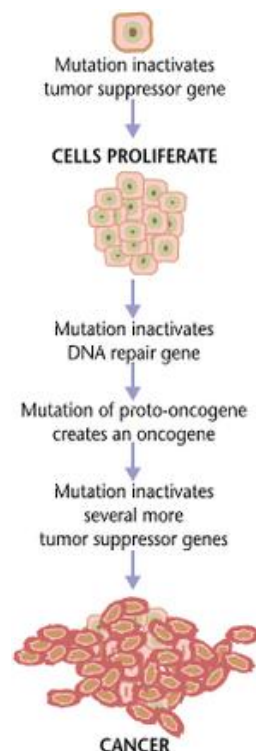 Mutation inactivates
tumor suppressor gene
CELLS PROLIFERATE
Mutation inactivates
DNA repair gene
Mutation of proto-oncogene
creates an oncogene
Mutation inactivates
several more
tumor suppressor genes
CANCER